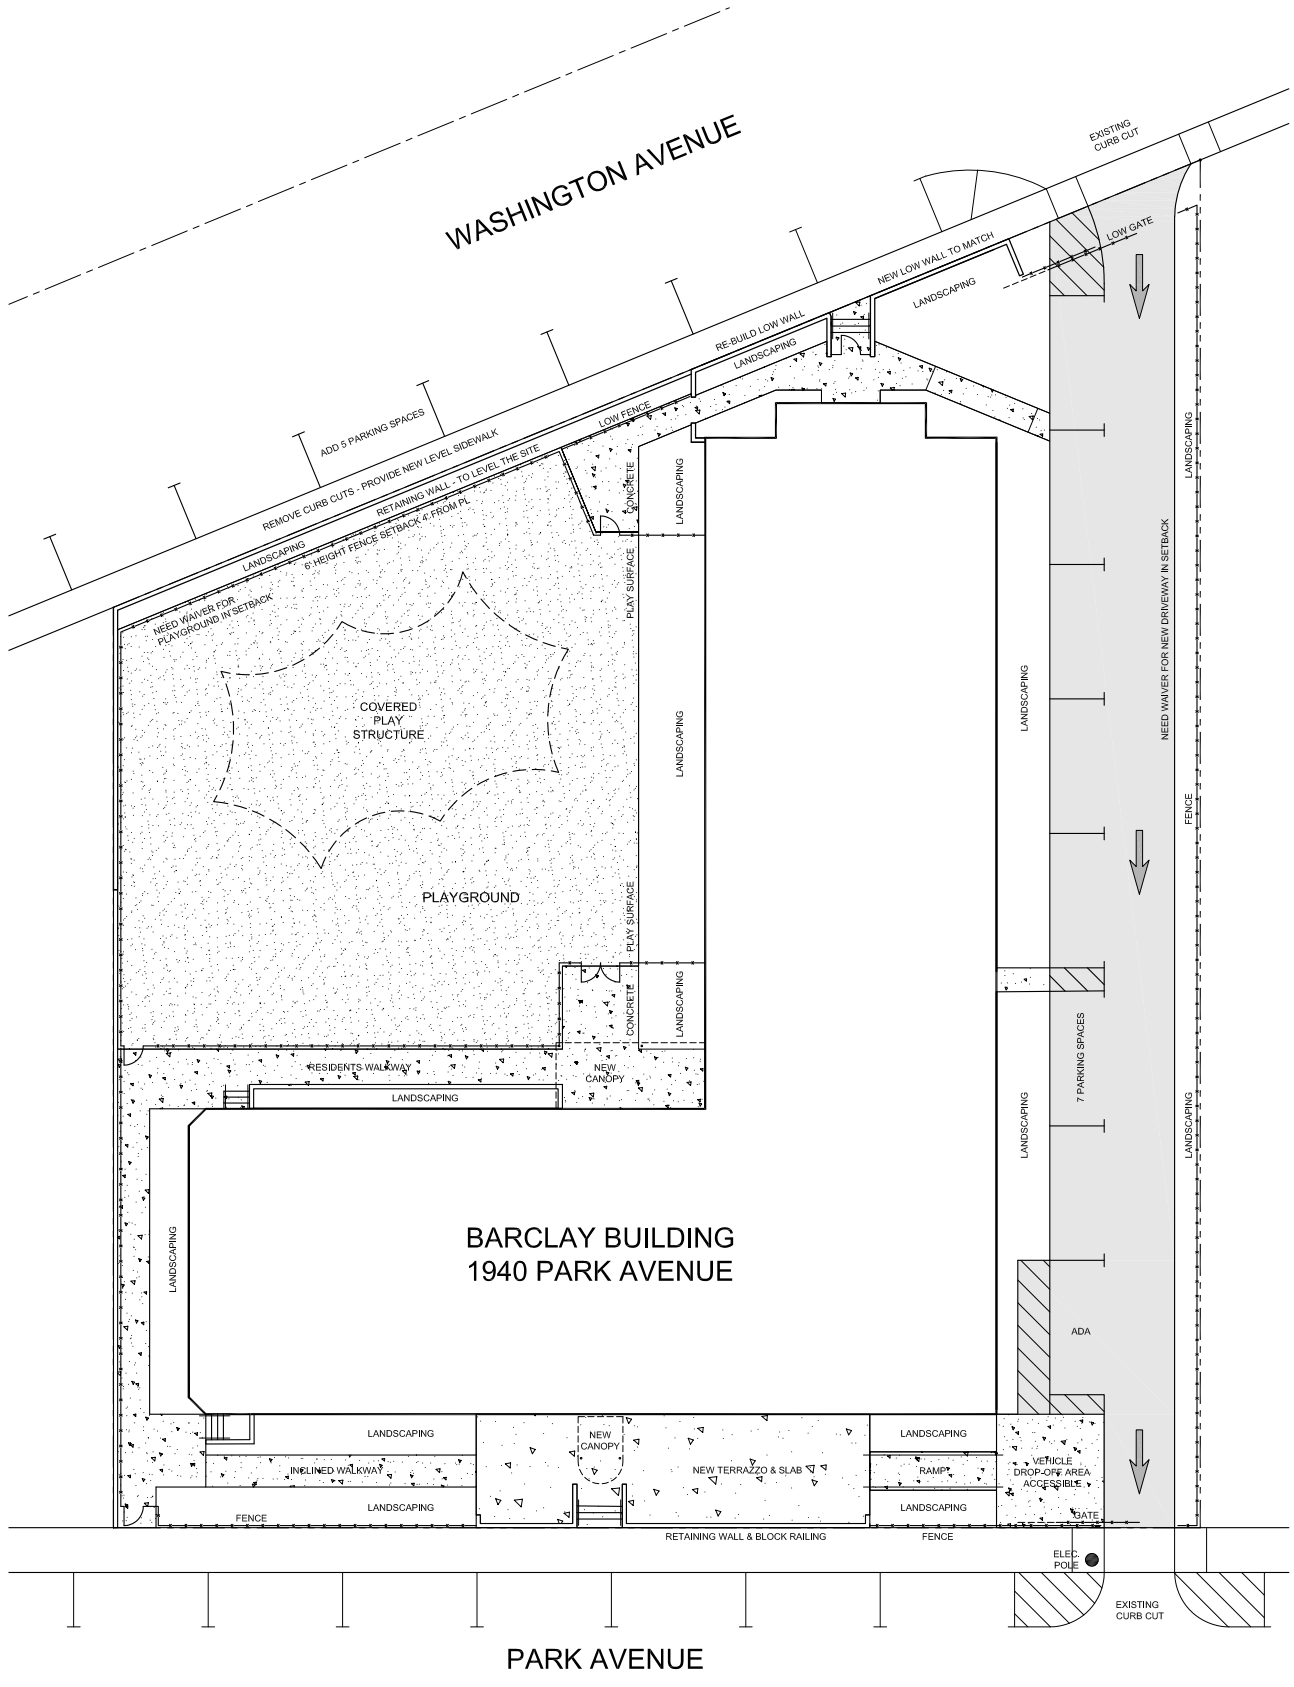 WASHINGTON AVENUE
EXISTING
CURB CUT
LOW GATE
NEW LOW WALL TO MATCH
LANDSCAPING
RE-BUILD LOW WALL
LANDSCAPING
ADD 5 PARKING SPACES
LOW FENCE
REMOVE CURB CUTS - PROVIDE NEW LEVEL SIDEWALK
RETAINING WALL - TO LEVEL THE SITE
LANDSCAPING
6' HEIGHT FENCE SETBACK 4' FROM PL
NEED WAIVER FOR
PLAYGROUND IN SETBACK
CONCRETE
LANDSCAPING
PLAY SURFACE
LANDSCAPING
NEED WAIVER FOR NEW DRIVEWAY IN SETBACK
COVERED
PLAY
STRUCTURE
LANDSCAPING
LANDSCAPING
FENCE
PLAYGROUND
PLAY SURFACE
CONCRETE
LANDSCAPING
RESIDENTS WALKWAY
NEW
CANOPY
LANDSCAPING
7 PARKING SPACES
LANDSCAPING
LANDSCAPING
LANDSCAPING
BARCLAY BUILDING
1940 PARK AVENUE
ADA
LANDSCAPING
NEW
CANOPY
LANDSCAPING
INCLINED WALKWAY
NEW TERRAZZO & SLAB
RAMP
VEHICLE
DROP-OFF AREA
ACCESSIBLE
LANDSCAPING
LANDSCAPING
FENCE
GATE
RETAINING WALL & BLOCK RAILING
FENCE
ELEC.
POLE
EXISTING
CURB CUT
PARK AVENUE